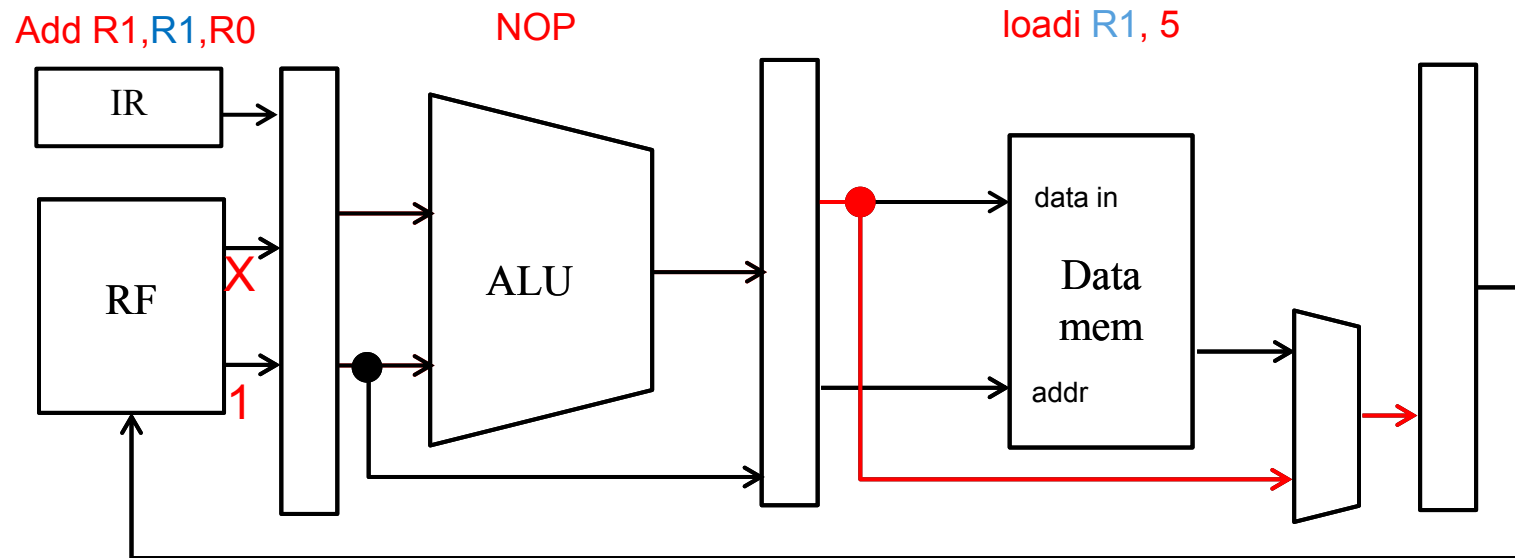 Add R1,R1,R0
NOP
loadi R1, 5
IR
RF
X
1
ALU
data in
Data
mem
addr